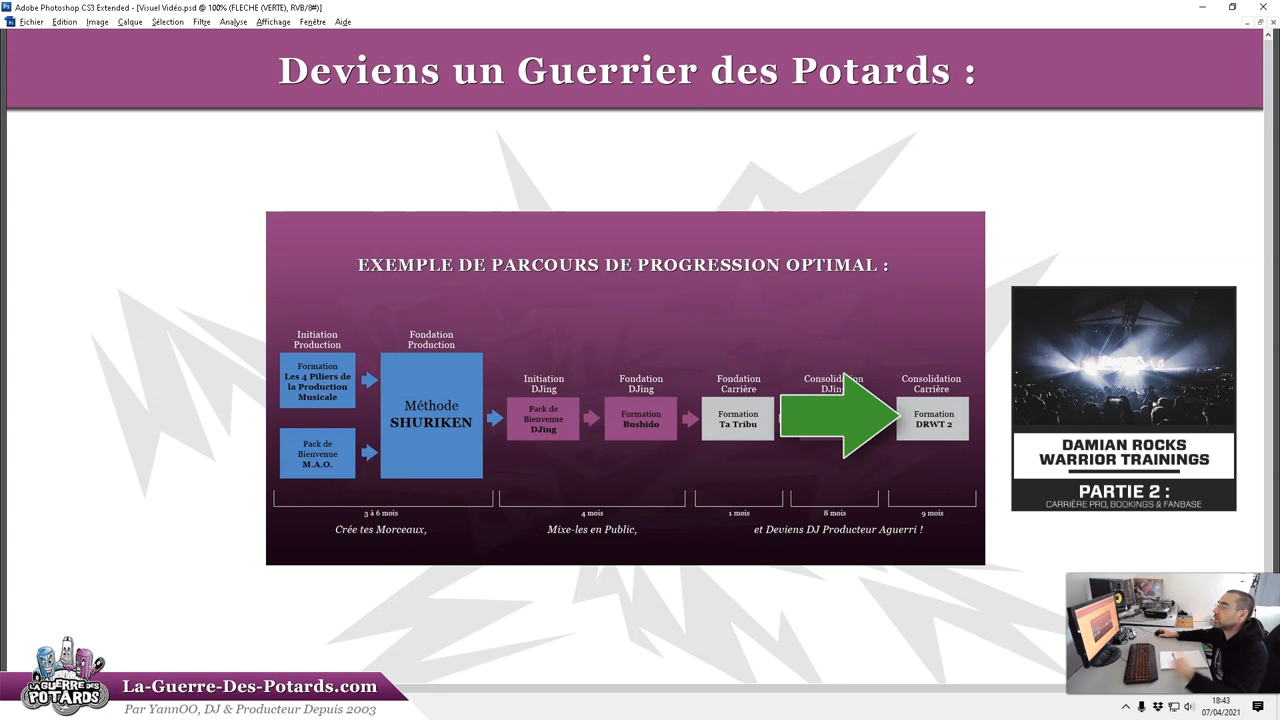 Adobe Photoshop CS3 Extended - [Visuel Vidéo.psd @ 100% (FLECHE (VERTE), RVB/8#)]
Fichier Edition Image Calque Sélection Filtre Analyse Affichage Fenêtre Aide
Deviens un Guerrier des Potards :
EXEMPLE DE PARCOURS DE PROGRESSION OPTIMAL :
Initiation
Production
Formation
Les 4 Piliers de
la Production
Musicale
Pack de
Bienvenue
M.A.O.
Fondation
Production
Méthode
SHURIKEN
Initiation
DJing
Pack de
Bienvenue
DJing
Fondation
DJing
Formation
Bushido
Fondation
Carrière
Formation
Ta Tribu
Consolidation
Carrière
Formation
DRWT 2
3 à 6 mois
4 mois
1 mois
8 mois
9 mois
Crée tes Morceaux,
Mixe-les en Public,
et Deviens DJ Producteur Aguerri !
DAMIAN ROCKS
WARRIOR TRAININGS
PARTIE 2 :
CARRIÈRE PRO, BOOKINGS & FANBASE
LA GUERRE DES
POTARDS
La-Guerre-Des-Potards.com
Par YannOO, DJ & Producteur Depuis 2003
18:43
07/04/2021